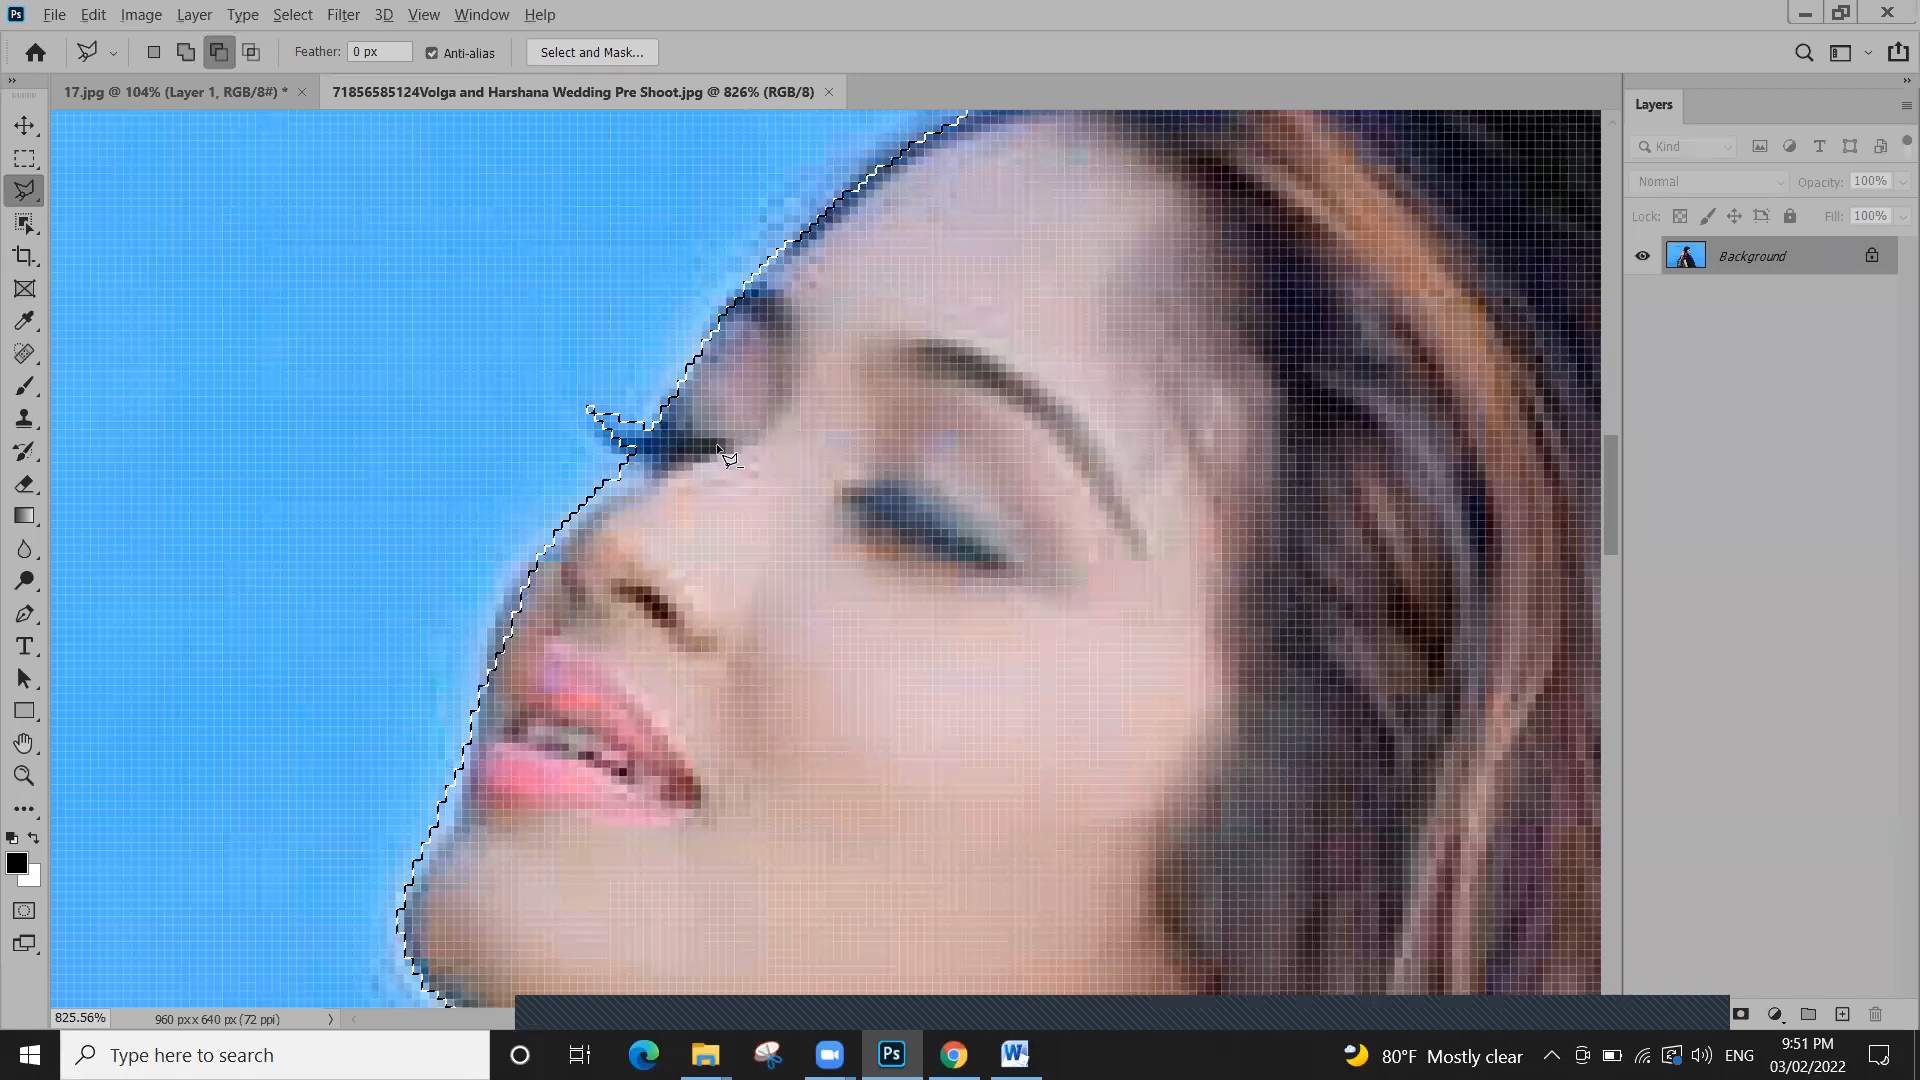 Ps File Edit Image Layer Type Select Filter 3D View Window Help
Feather: 0 px Anti-alias Select and Mask...
17.jpg @ 104% (Layer 1, RGB/8#) * × 71856585124Volga and Harshana Wedding Pre Shoot.jpg @ 826% (RGB/8) ×
Layers
Kind
Normal Opacity: 100%
Lock: Fill: 100%
Background
825.56% 960 px x 640 px (72 ppi)
Type here to search
Ps
W
80°F Mostly clear
ENG
9:51 PM
03/02/2022